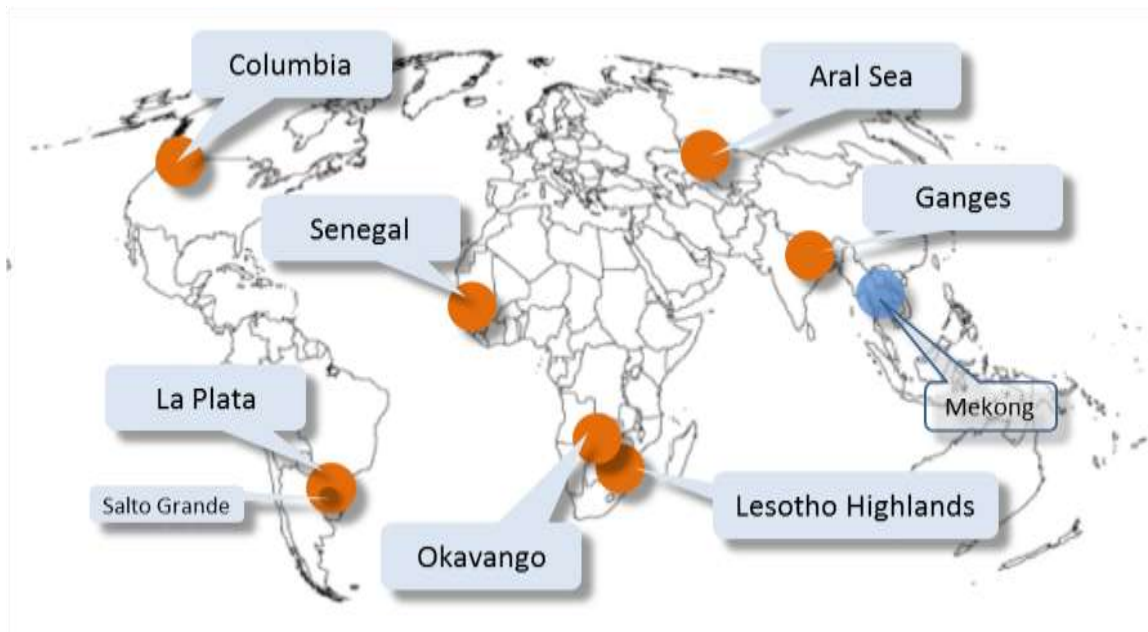 Columbia
Aral Sea
Ganges
Senegal
La Plata
Mekong
Salto Grande
Lesotho Highlands
Okavango